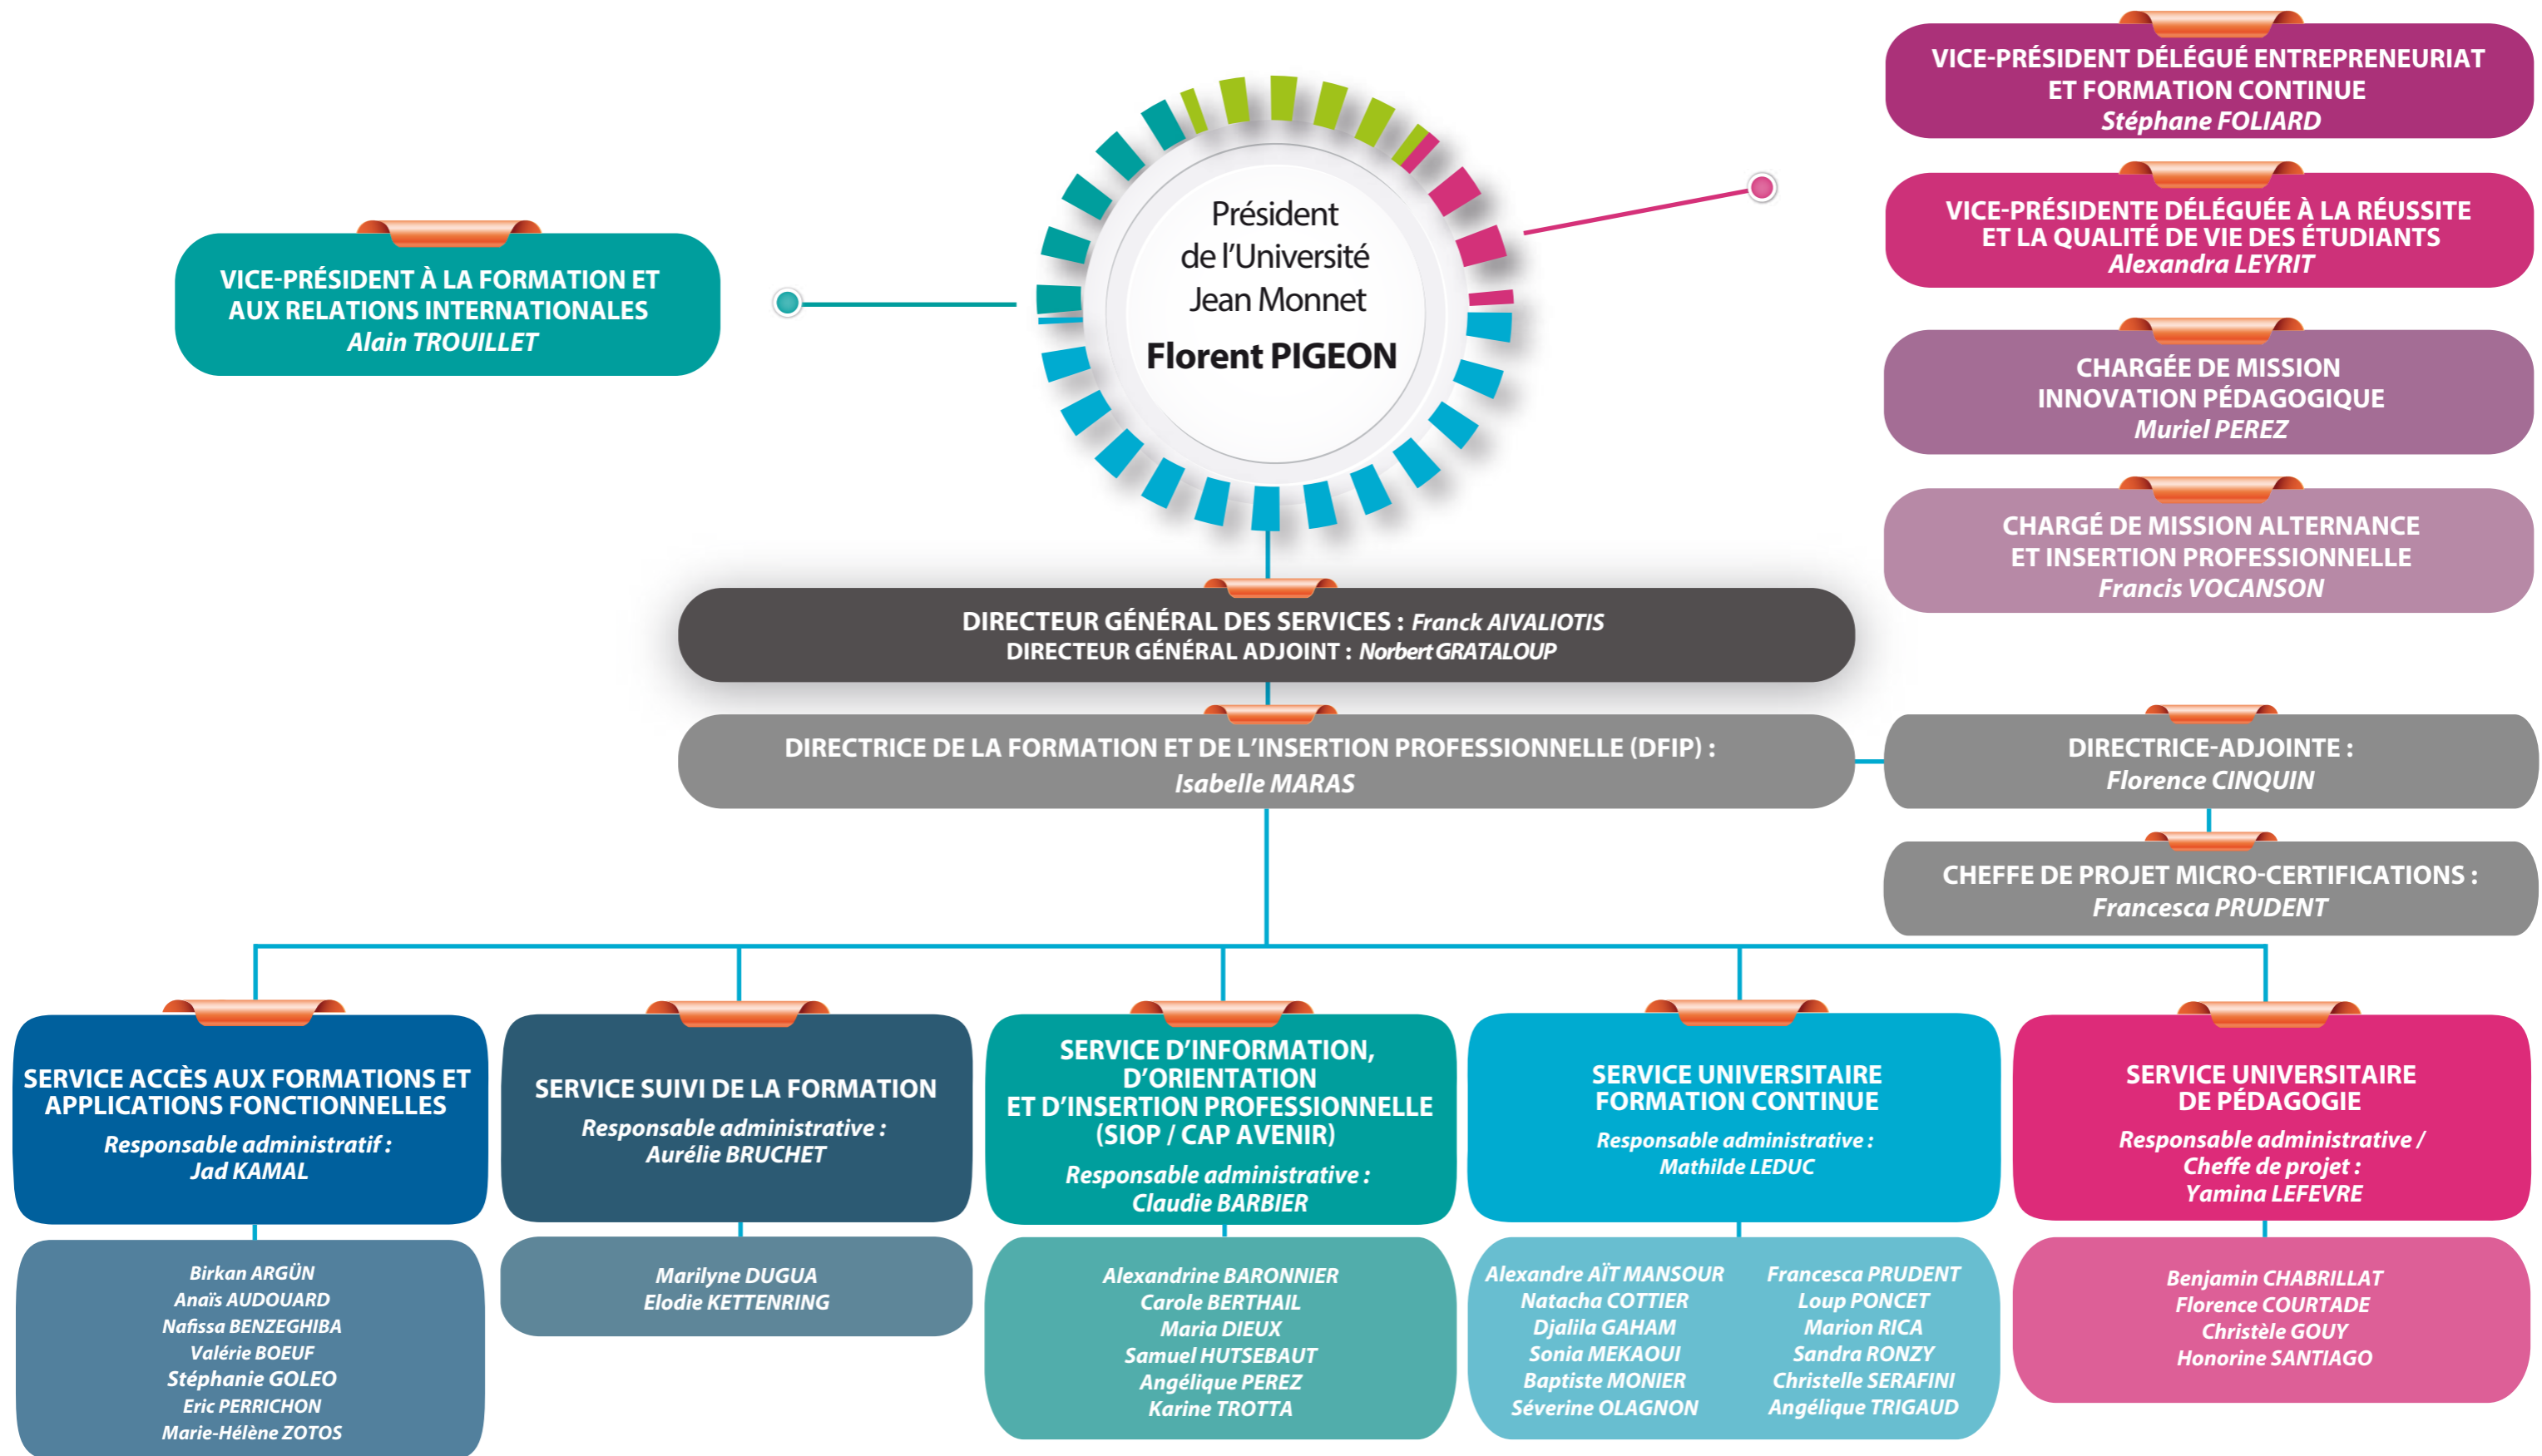 Président
de l’Université
Jean Monnet
Florent PIGEON
VICE-PRÉSIDENT À LA FORMATION ET
AUX RELATIONS INTERNATIONALES
Alain TROUILLET
VICE-PRÉSIDENT DÉLÉGUÉ ENTREPRENEURIAT
ET FORMATION CONTINUE
Stéphane FOLIARD
VICE-PRÉSIDENTE DÉLÉGUÉE À LA RÉUSSITE
ET LA QUALITÉ DE VIE DES ÉTUDIANTS
Alexandra LEYRIT
CHARGÉE DE MISSION
INNOVATION PÉDAGOGIQUE
Muriel PEREZ
CHARGÉ DE MISSION ALTERNANCE
ET INSERTION PROFESSIONNELLE
Francis VOCANSON
DIRECTEUR GÉNÉRAL DES SERVICES : Franck AIVALIOTIS
DIRECTEUR GÉNÉRAL ADJOINT : Norbert GRATALOUP
DIRECTRICE DE LA FORMATION ET DE L’INSERTION PROFESSIONNELLE (DFIP) :
Isabelle MARAS
DIRECTRICE-ADJOINTE :
Florence CINQUIN
CHEFFE DE PROJET MICRO-CERTIFICATIONS :
Francesca PRUDENT
SERVICE ACCÈS AUX FORMATIONS ET
APPLICATIONS FONCTIONNELLES
Responsable administratif :
Jad KAMAL
Birkan ARGÜN
Anaïs AUDOUARD
Nafissa BENZEGHIBA
Valérie BOEUF
Stéphanie GOLEO
Eric PERRICHON
Marie-Hélène ZOTOS
SERVICE SUIVI DE LA FORMATION
Responsable administrative :
Aurélie BRUCHET
Marilyne DUGUA
Elodie KETTENRING
SERVICE D’INFORMATION,
D’ORIENTATION
ET D’INSERTION PROFESSIONNELLE
(SIOP / CAP AVENIR)
Responsable administrative :
Claudie BARBIER
Alexandrine BARONNIER
Carole BERTHAIL
Maria DIEUX
Samuel HUTSEBAUT
Angélique PEREZ
Karine TROTTA
SERVICE UNIVERSITAIRE
FORMATION CONTINUE
Responsable administrative :
Mathilde LEDUC
Alexandre AÏT MANSOUR
Natacha COTTIER
Djalila GAHAM
Sonia MEKAOUI
Baptiste MONIER
Séverine OLAGNON
Francesca PRUDENT
Loup PONCET
Marion RICA
Sandra RONZY
Christelle SERAFINI
Angélique TRIGAUD
SERVICE UNIVERSITAIRE
DE PÉDAGOGIE
Responsable administrative /
Cheffe de projet :
Yamina LEFEVRE
Benjamin CHABRILLAT
Florence COURTADE
Christèle GOUY
Honorine SANTIAGO